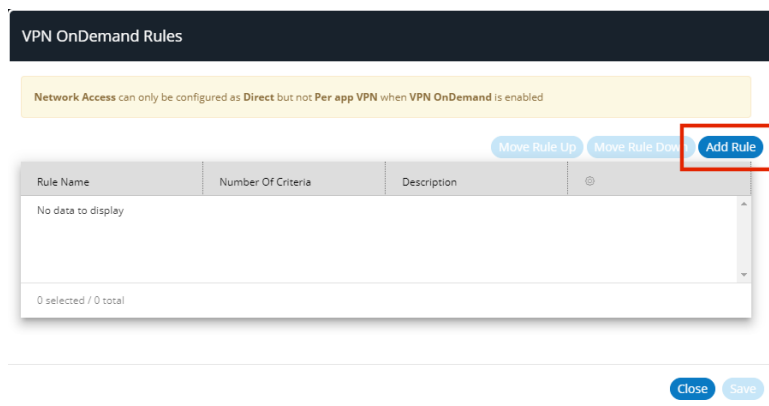 VPN OnDemand Rules
Network Access can only be configured as Direct but not Per app VPN when VPN OnDemand is enabled
Move Rule Up Move Rule Down Add Rule
Rule Name Number Of Criteria Description
No data to display
0 selected / 0 total
Close Save